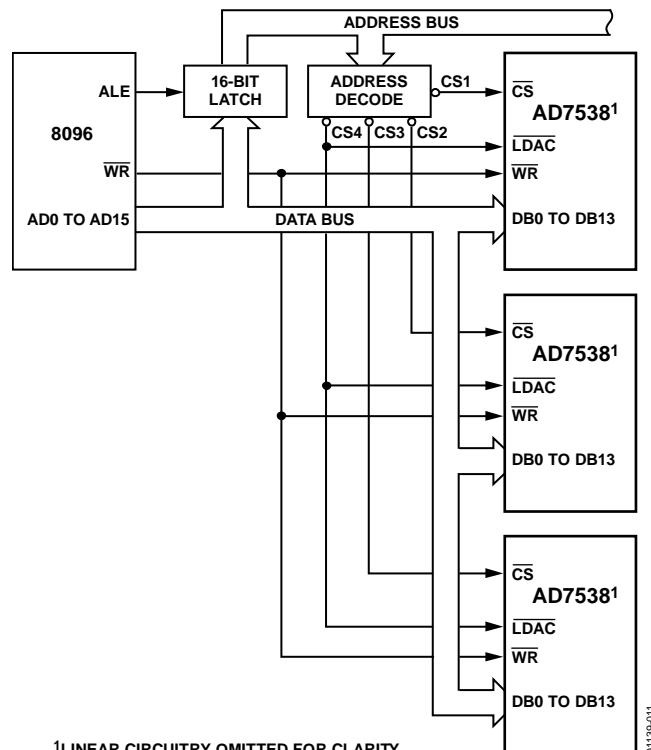 ADDRESS BUS
ALE
16-BIT
LATCH
ADDRESS
DECODE
CS1
CS4
CS3
CS2
8096
WR
AD0 TO AD15
DATA BUS
CS
AD7538¹
LDAC
WR
DB0 TO DB13
CS
AD7538¹
LDAC
WR
DB0 TO DB13
CS
AD7538¹
LDAC
WR
DB0 TO DB13
¹LINEAR CIRCUITRY OMITTED FOR CLARITY
01139-011